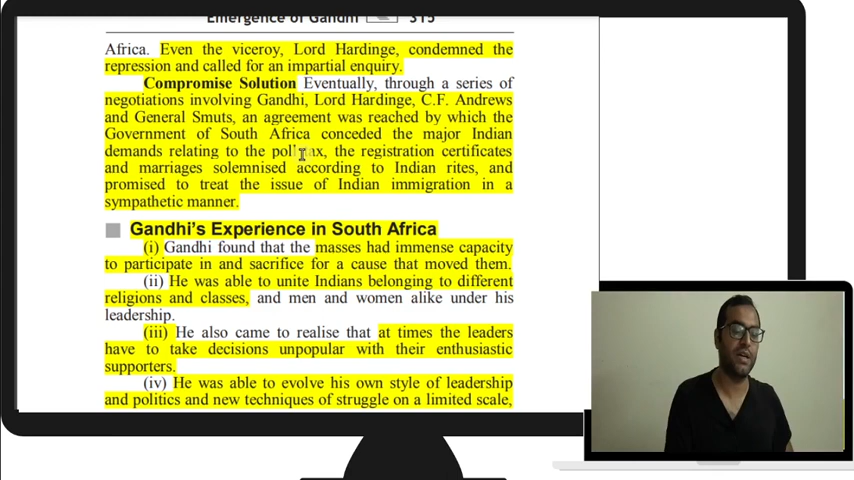 Emergence of Gandhi 315
Africa. Even the viceroy, Lord Hardinge, condemned the
repression and called for an impartial enquiry.
Compromise Solution Eventually, through a series of
negotiations involving Gandhi, Lord Hardinge, C.F. Andrews
and General Smuts, an agreement was reached by which the
Government of South Africa conceded the major Indian
demands relating to the poll tax, the registration certificates
and marriages solemnised according to Indian rites, and
promised to treat the issue of Indian immigration in a
sympathetic manner.
Gandhi's Experience in South Africa
(i) Gandhi found that the masses had immense capacity
to participate in and sacrifice for a cause that moved them.
(ii) He was able to unite Indians belonging to different
religions and classes, and men and women alike under his
leadership.
(iii) He also came to realise that at times the leaders
have to take decisions unpopular with their enthusiastic
supporters.
(iv) He was able to evolve his own style of leadership
and politics and new techniques of struggle on a limited scale,